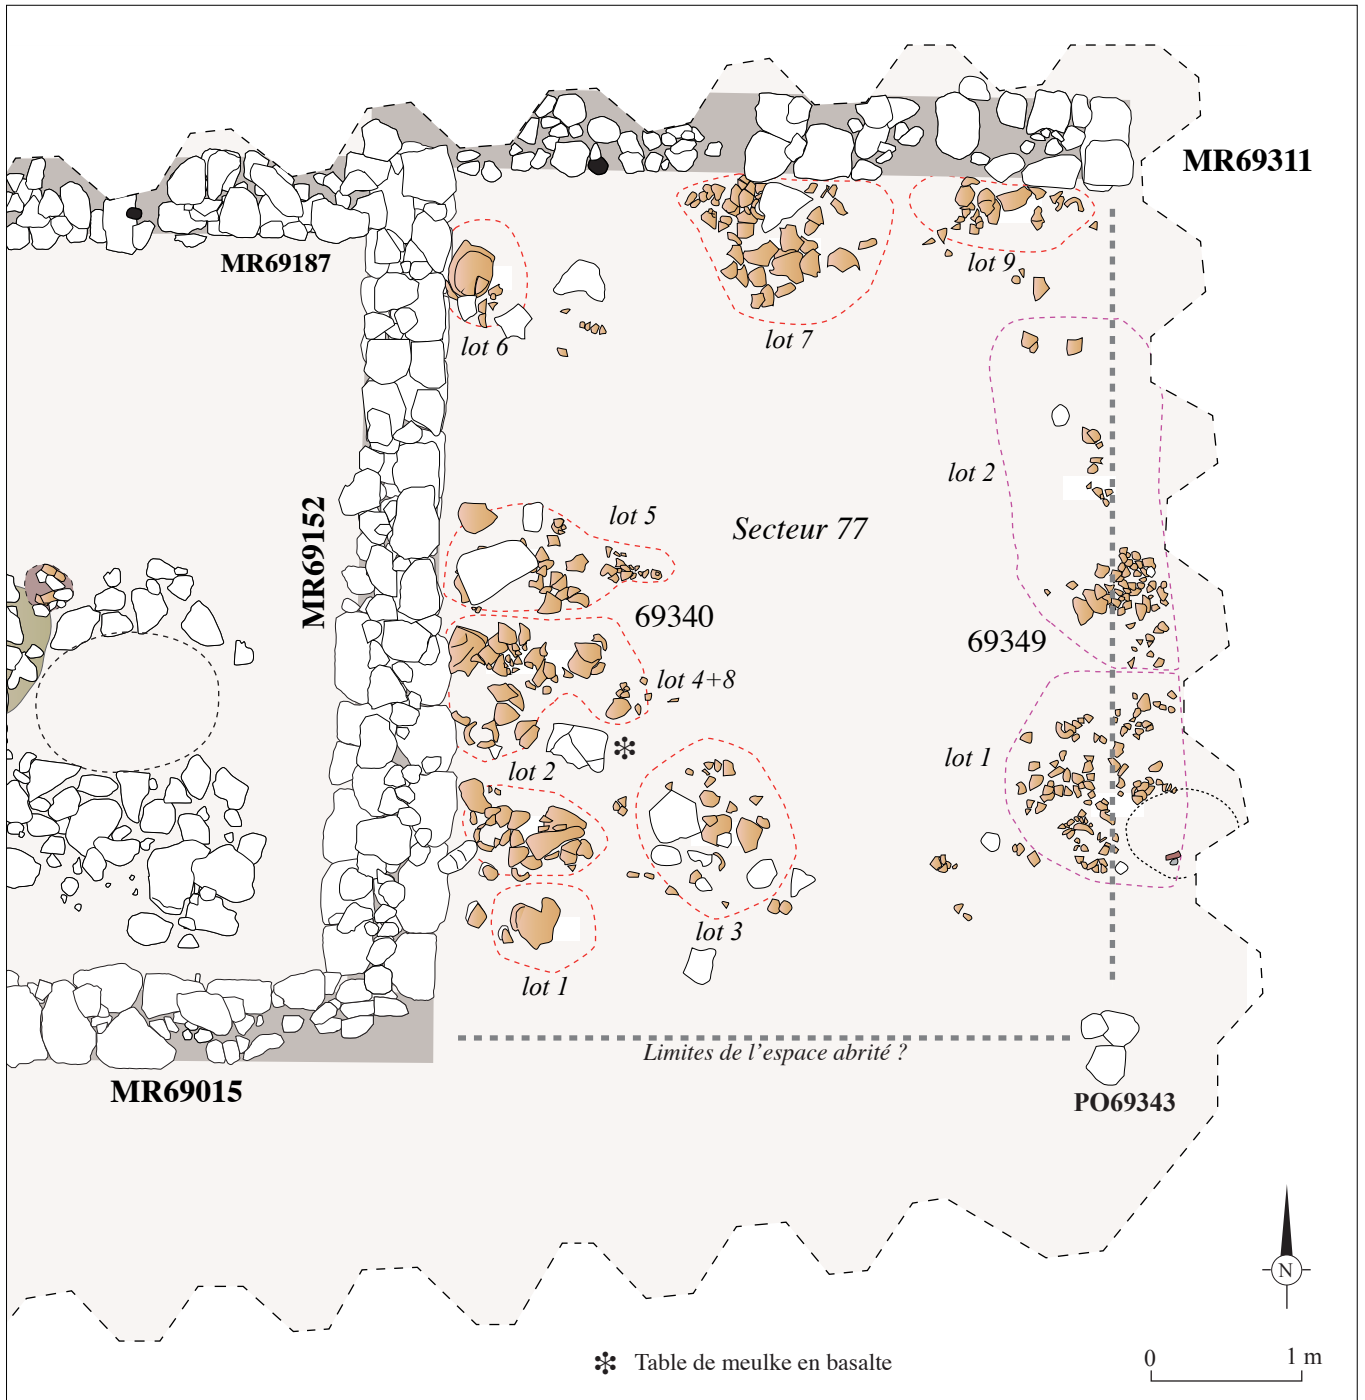 MR69311
MR69187
lot 9
lot 6
lot 7
lot 2
MR69152
lot 5
Secteur 77
69340
69349
lot 4+8
lot 2
lot 1
lot 3
lot 1
Limites de l'espace abrité ?
MR69015
PO69343
N
Table de meulke en basalte
0 1 m